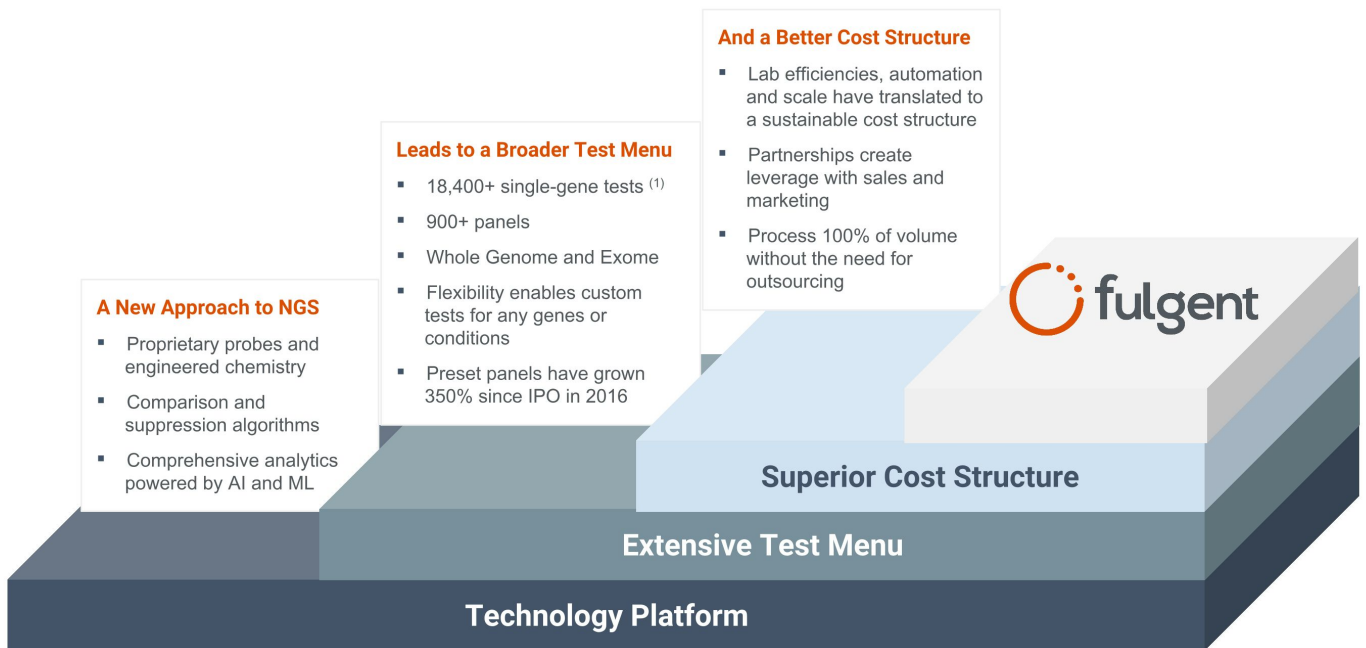 A New Approach to NGS
▪ Proprietary probes and
engineered chemistry
▪ Comparison and
suppression algorithms
▪ Comprehensive analytics
powered by AI and ML
Leads to a Broader Test Menu
▪ 18,400+ single-gene tests (1)
▪ 900+ panels
▪ Whole Genome and Exome
▪ Flexibility enables custom
tests for any genes or
conditions
▪ Preset panels have grown
350% since IPO in 2016
And a Better Cost Structure
▪ Lab efficiencies, automation
and scale have translated to
a sustainable cost structure
▪ Partnerships create
leverage with sales and
marketing
▪ Process 100% of volume
without the need for
outsourcing
fulgent
Superior Cost Structure
Extensive Test Menu
Technology Platform